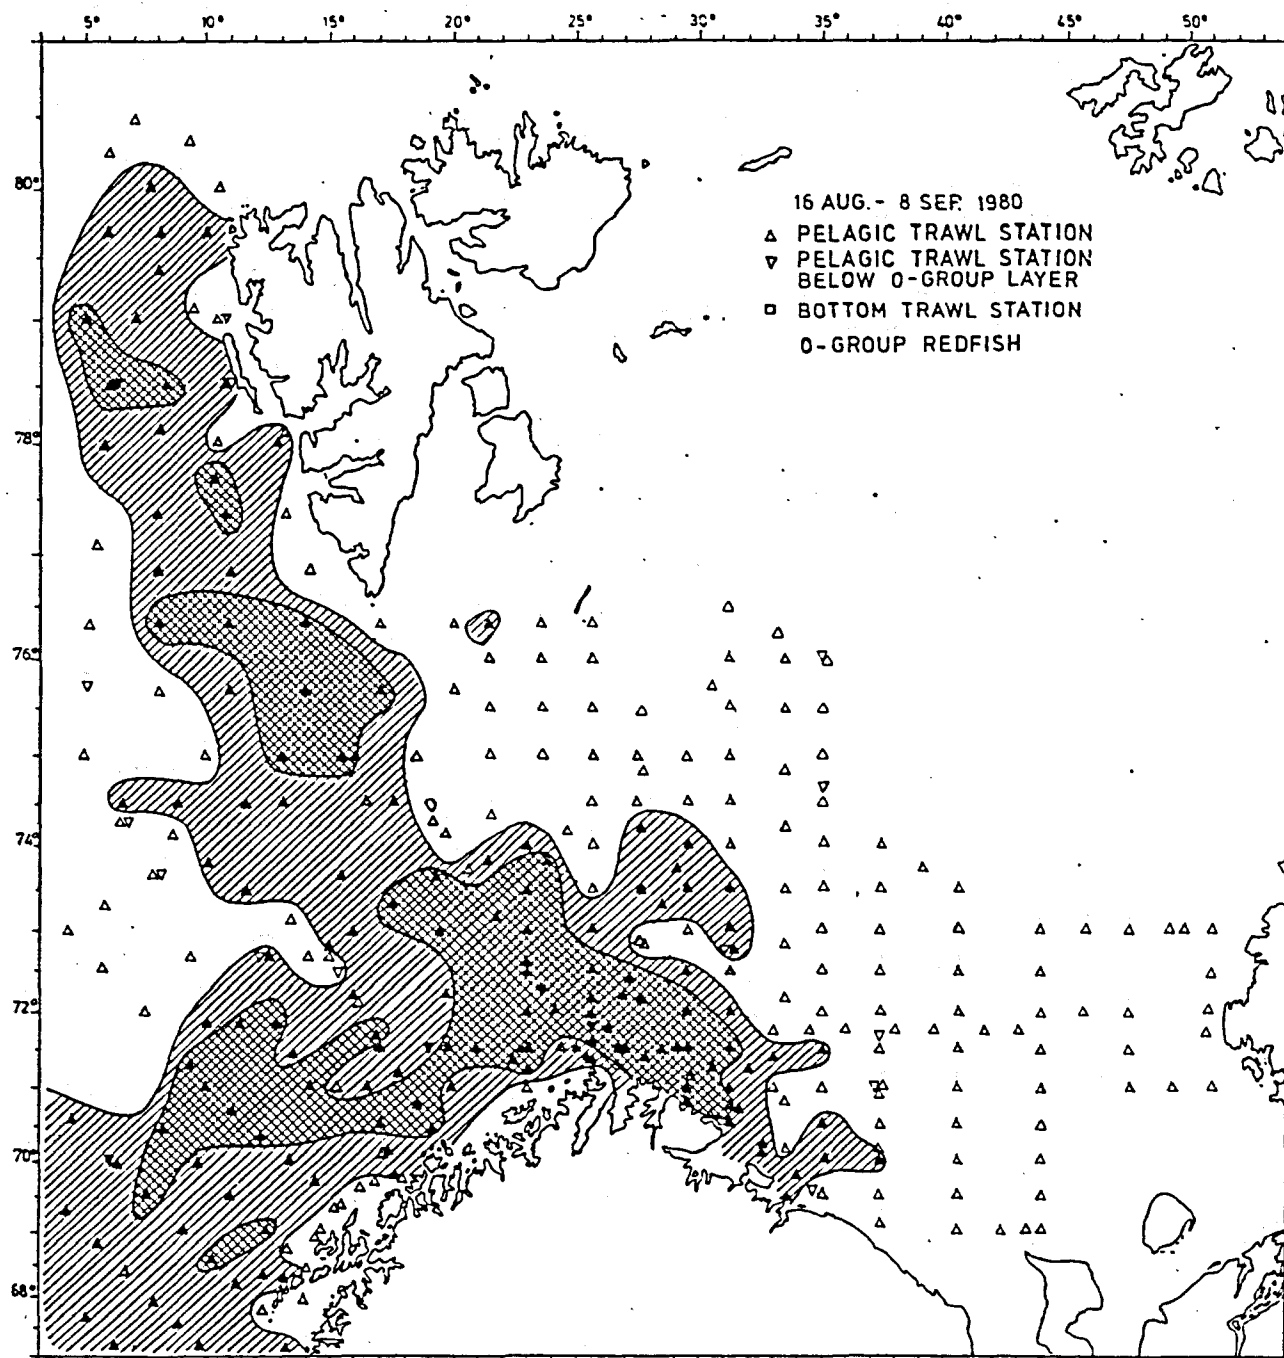 5° 10° 15° 20° 25° 30° 35° 40° 45° 50°
80°
78°
76°
74°
72°
70°
68°
16 AUG. - 8 SEP. 1980
PELAGIC TRAWL STATION
PELAGIC TRAWL STATION
BELOW 0-GROUP LAYER
BOTTOM TRAWL STATION
0-GROUP REDFISH